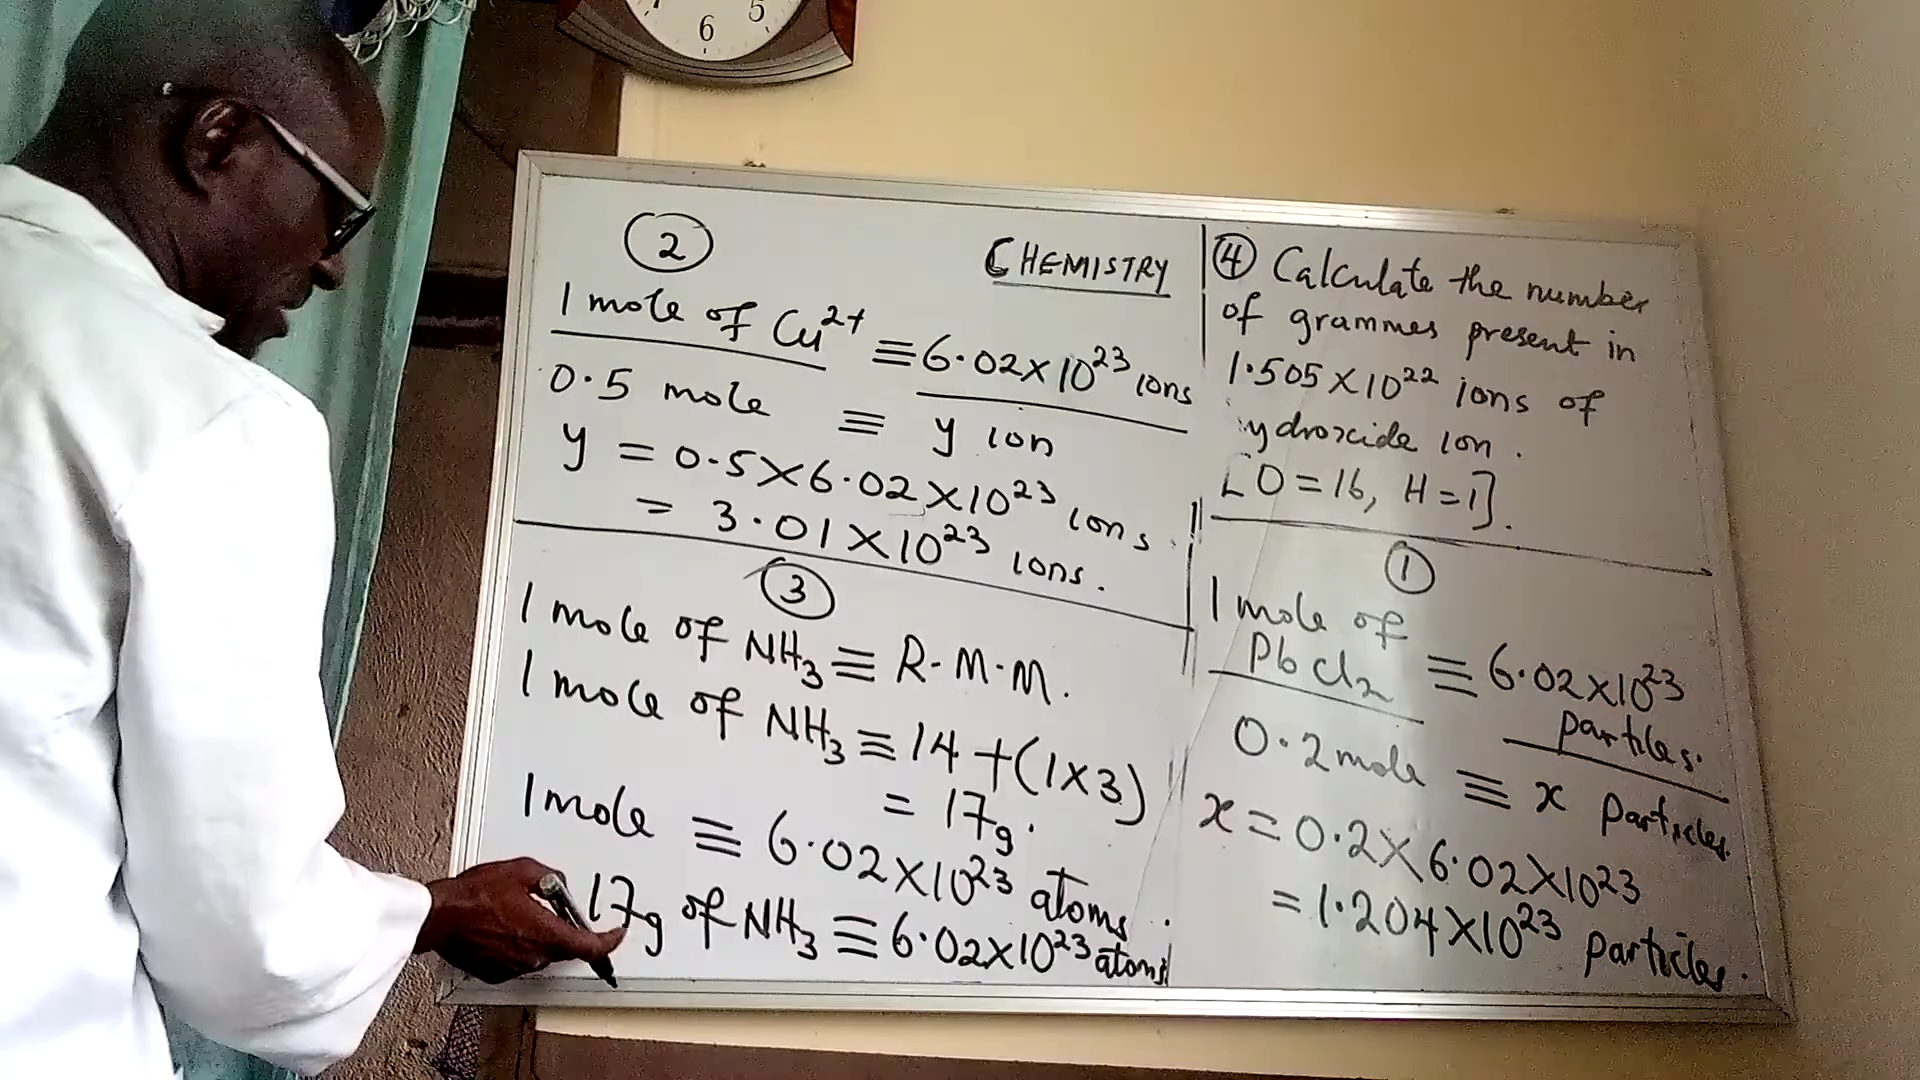 6 5
②
CHEMISTRY
1 mole of Cu²⁺ ≡ 6.02×10²³ ions
0.5 mole ≡ y ion
y = 0.5×6.02×10²³ ions
= 3.01×10²³ ions.
③
1 mole of NH₃ ≡ R.M.M.
1 mole of NH₃ ≡ 14+(1×3)
= 17g.
1mole ≡ 6.02×10²³ atoms.
17g of NH₃ ≡ 6.02×10²³ atoms
④ Calculate the number
of grammes present in
1.505×10²² ions of
ydroxide ion.
[O=16, H=1].
①
1 mole of
PbCl₂ ≡ 6.02×10²³
particles.
0.2mole ≡ x particles
x = 0.2×6.02×10²³
= 1.204×10²³ particles.